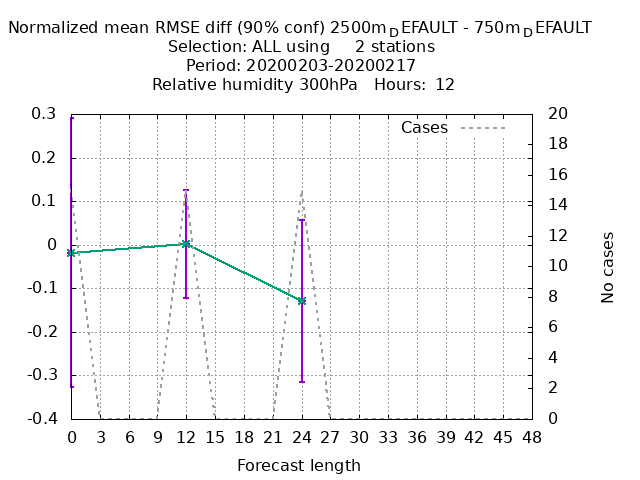 Normalized mean RMSE diff (90% conf) 2500m_DEFAULT - 750m_DEFAULT
Selection: ALL using     2 stations
Period: 20200203-20200217
Relative humidity 300hPa   Hours:  12
Cases
0.3
0.2
0.1
0
-0.1
-0.2
-0.3
-0.4
20
18
16
14
12
10
8
6
4
2
0
No cases
0 3 6 9 12 15 18 21 24 27 30 33 36 39 42 45 48
Forecast length